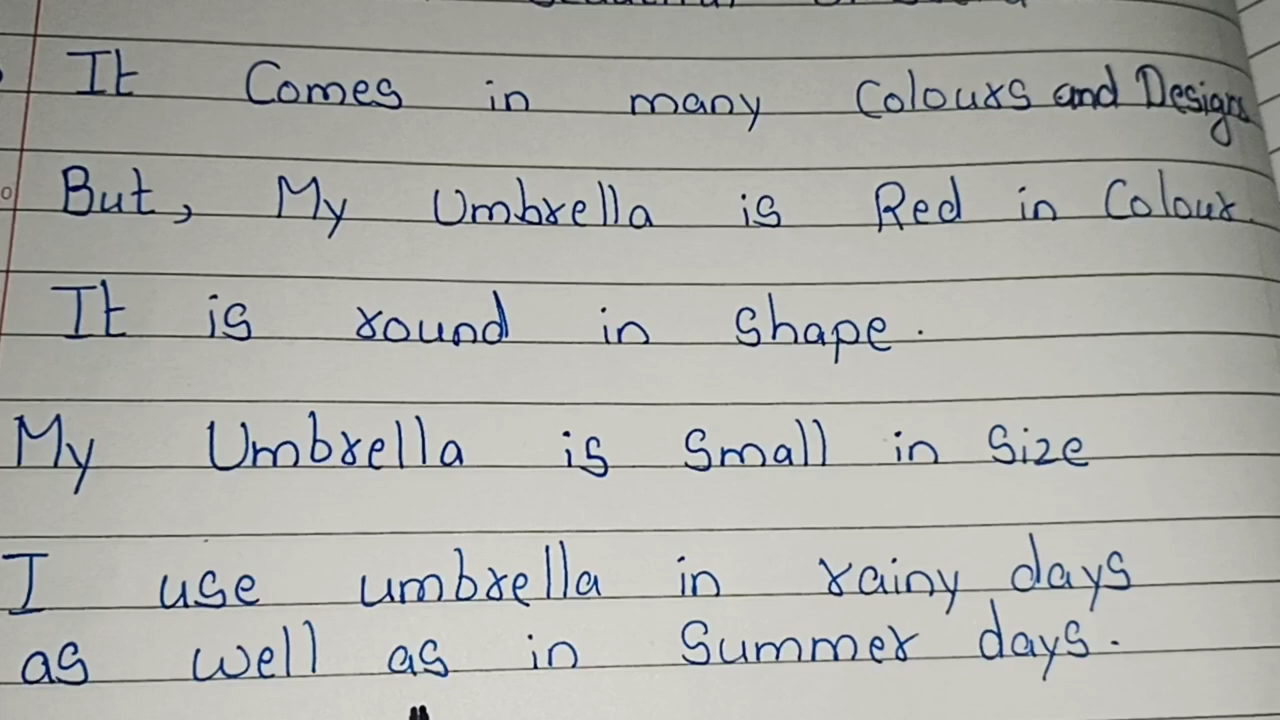 It Comes in many Colours and Design
But, My Umbrella is Red in Colour.
It is round in shape.
My Umbrella is Small in Size
I use umbrella in rainy days
as well as in Summer days.